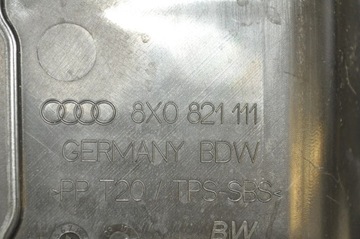 8X0 821 111
GERMANY BDW
>PP T20 / TPS-SBS<
BW